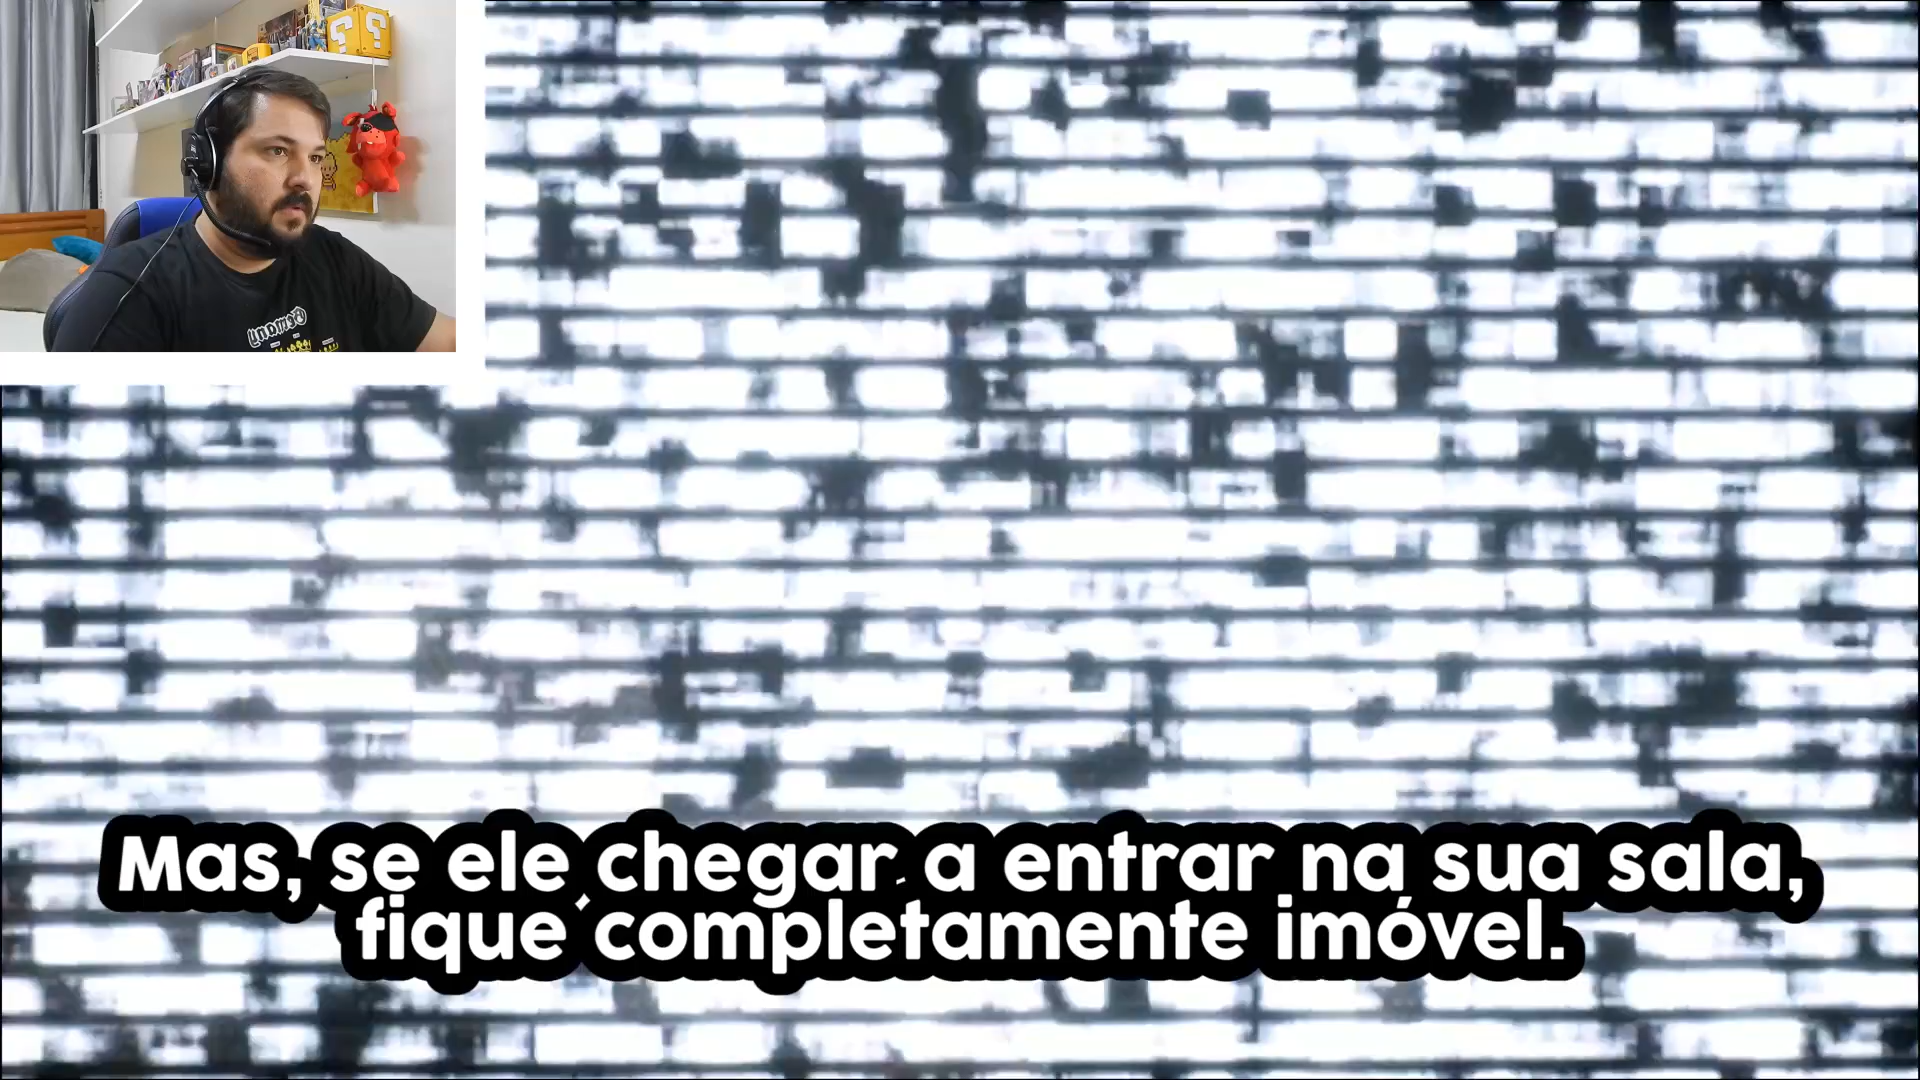 Mas, se ele chegar a entrar na sua sala,
fique completamente imóvel.